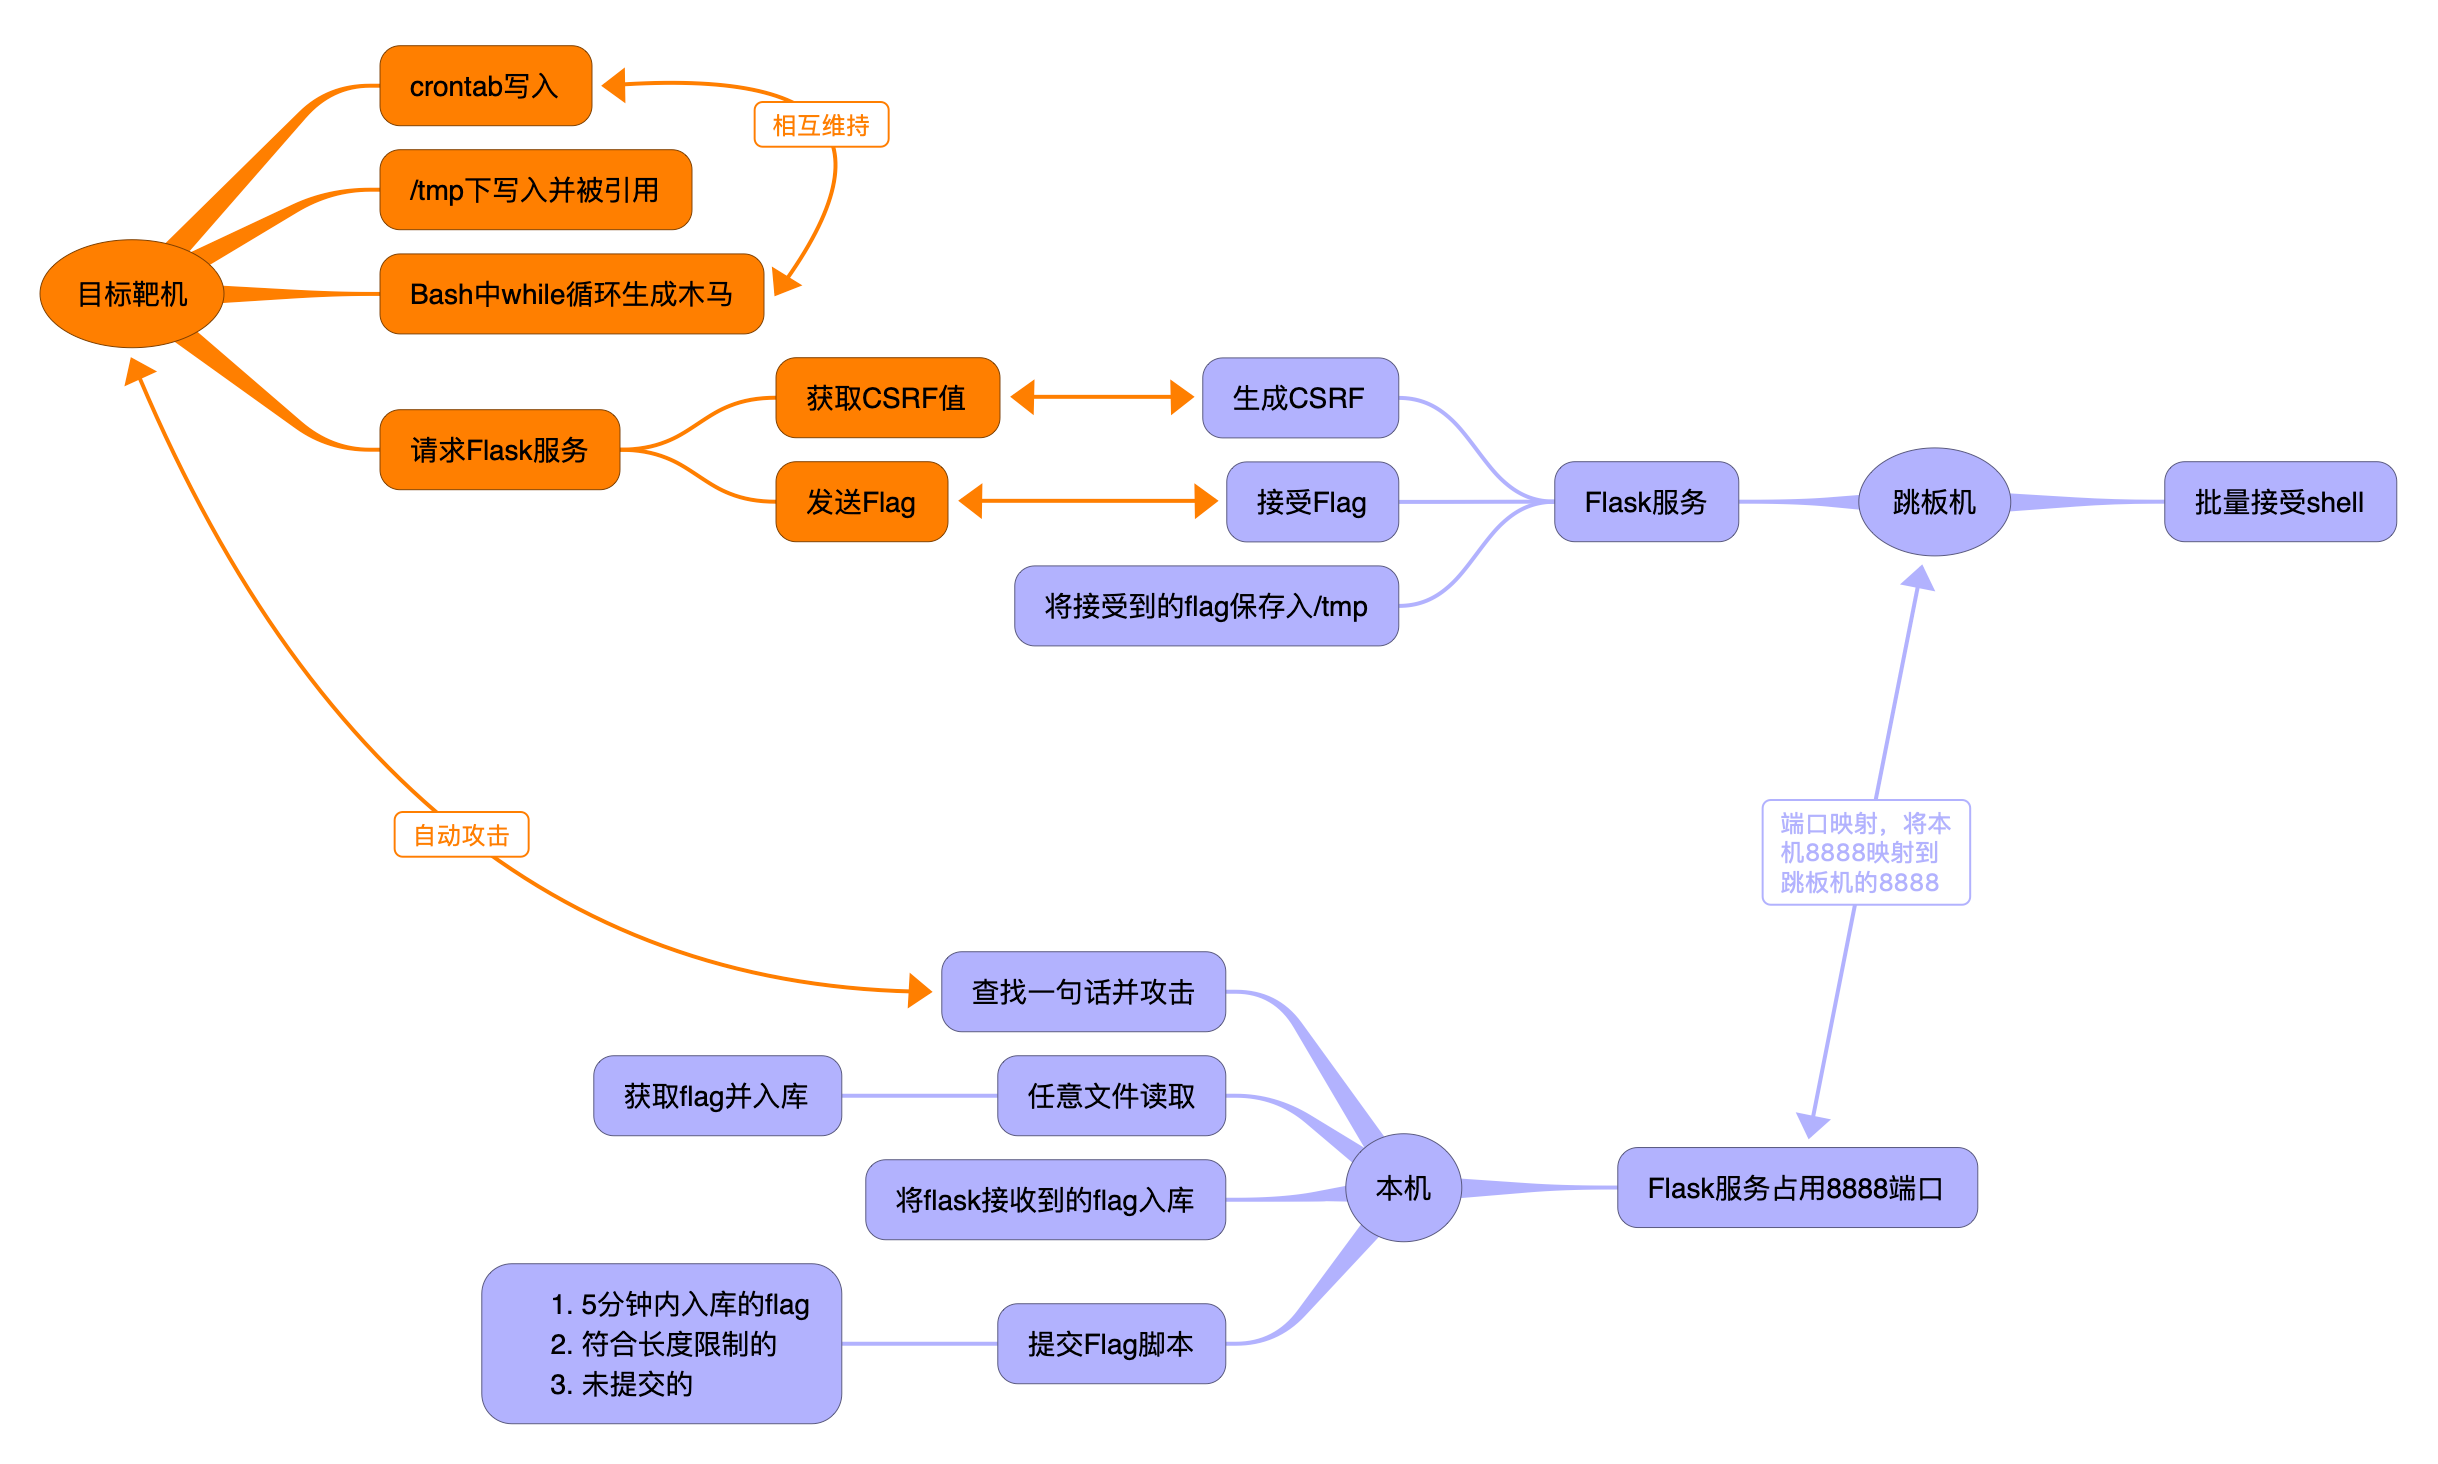 crontab写入
相互维持
/tmp下写入并被引用
目标靶机
Bash中while循环生成木马
获取CSRF值
生成CSRF
请求Flask服务
发送Flag
接受Flag
Flask服务
跳板机
批量接受shell
将接受到的flag保存入/tmp
自动攻击
端口映射，将本
机8888映射到
跳板机的8888
查找一句话并攻击
获取flag并入库
任意文件读取
将flask接收到的flag入库
本机
Flask服务占用8888端口
1. 5分钟内入库的flag
2. 符合长度限制的
3. 未提交的
提交Flag脚本